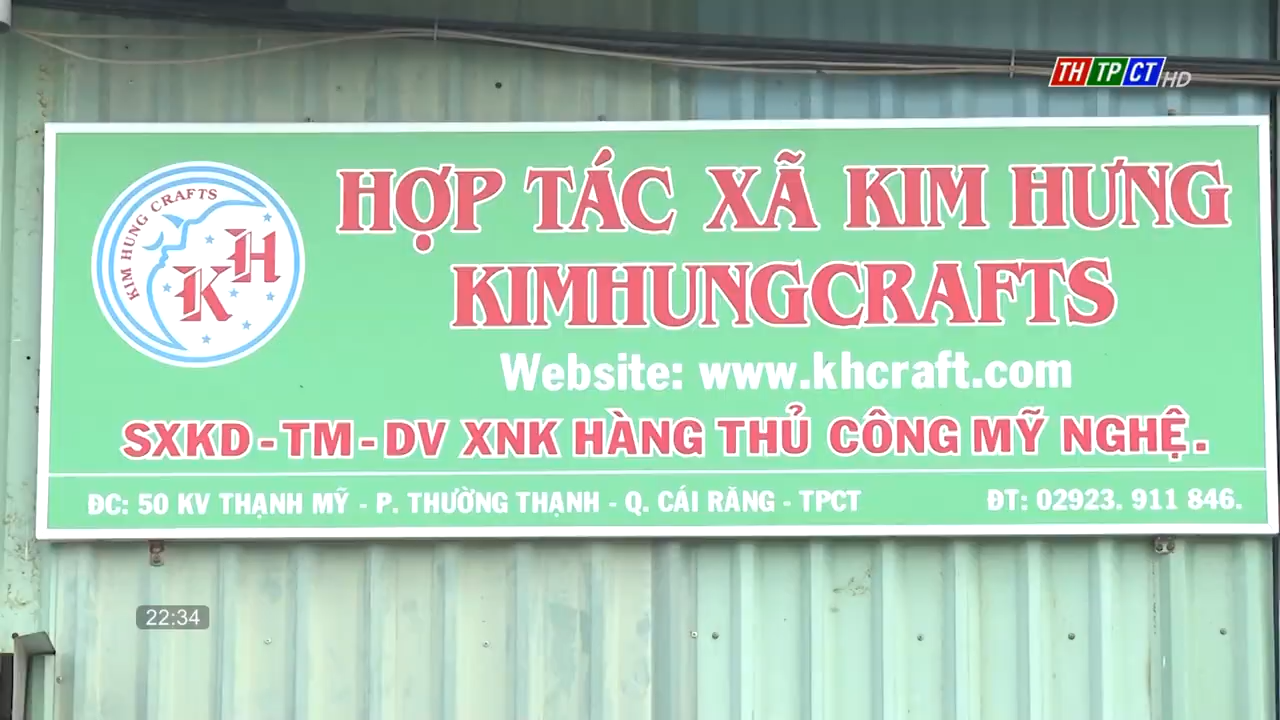 THTPCT HD
KIM HUNG CRAFTS
KH
HỢP TÁC XÃ KIM HƯNG
KIMHUNGCRAFTS
Website: www.khcraft.com
SXKD - TM - DV XNK HÀNG THỦ CÔNG MỸ NGHỆ.
ĐC: 50 KV THẠNH MỸ - P. THƯỜNG THẠNH - Q. CÁI RĂNG - TPCT
ĐT: 02923. 911 846.
22:34